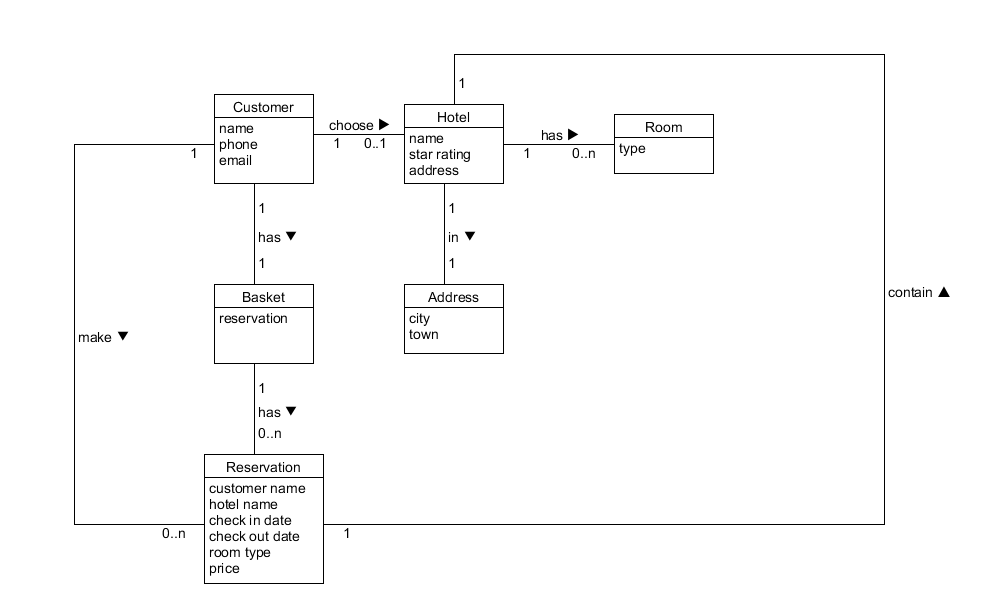 1
Customer
name
phone
email
choose ▶
1 0..1
Hotel
name
star rating
address
has ▶
1 0..n
Room
type
1
1
has ▼
1
1
in ▼
1
Basket
reservation
Address
city
town
contain ▲
make ▼
1
has ▼
0..n
Reservation
customer name
hotel name
check in date
check out date
room type
price
0..n
1